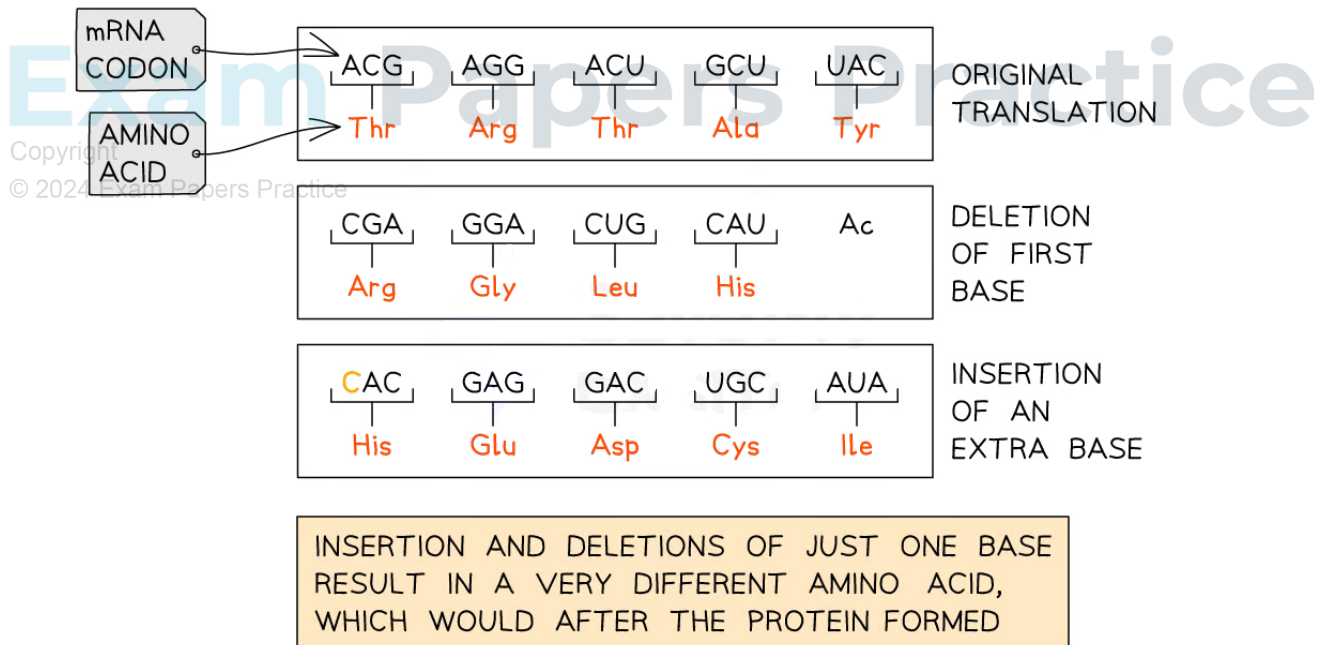 mRNA
CODON
AMINO
ACID
Exam Papers Practice
Copyright
© 2024 Exam Papers Practice
ACG AGG ACU GCU UAC
Thr Arg Thr Ala Tyr
ORIGINAL
TRANSLATION
CGA GGA CUG CAU Ac
Arg Gly Leu His
DELETION
OF FIRST
BASE
CAC GAG GAC UGC AUA
His Glu Asp Cys Ile
INSERTION
OF AN
EXTRA BASE
INSERTION AND DELETIONS OF JUST ONE BASE
RESULT IN A VERY DIFFERENT AMINO ACID,
WHICH WOULD AFTER THE PROTEIN FORMED